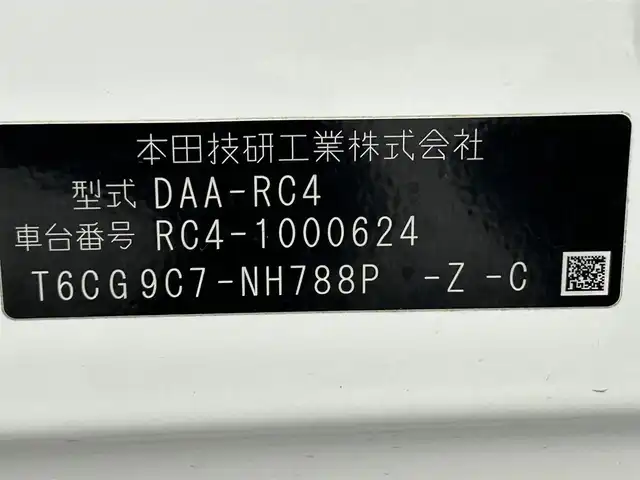 本田技研工業株式会社
型式 DAA-RC4
車台番号 RC4-1000624
T6CG9C7-NH788P -Z -C